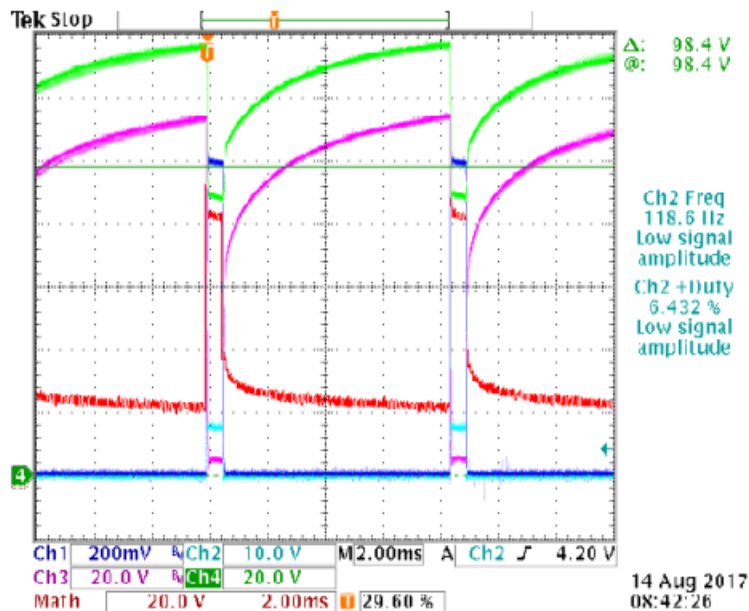 Tek Stop
Δ: 98.4 V
@: 98.4 V
Ch2 Freq
118.6 Hz
Low signal
amplitude
Ch2 +Duty
6.432 %
Low signal
amplitude
4
Ch1 200mV Ch2 10.0 V M 2.00ms A Ch2 4.20 V
Ch3 20.0 V Ch4 20.0 V
Math 20.0 V 2.00ms T 29.60 %
14 Aug 2017
08:42:26